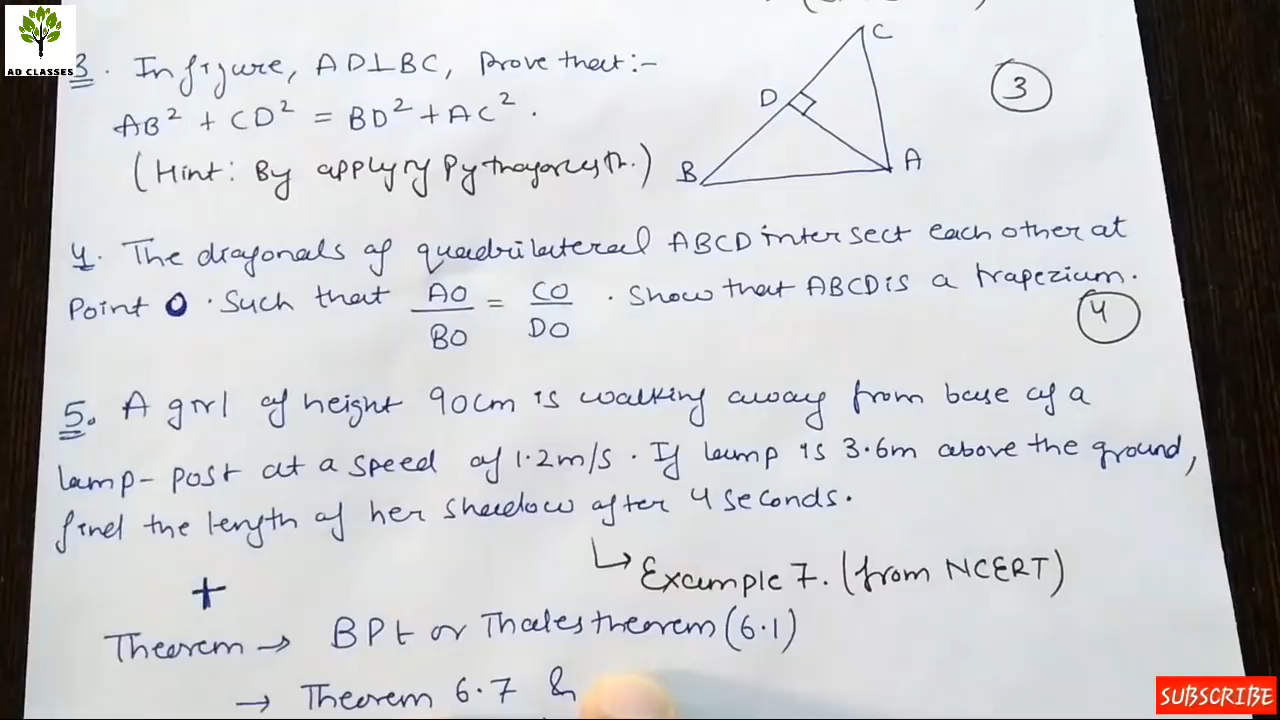 AD CLASSES
3. In figure, AD⊥BC, prove that:-
AB² + CD² = BD² + AC².
(Hint: By applying Pythagores th.)
C
D
B
A
3
4. The diagonals of quadrilateral ABCD intersect each other at
Point O. Such that AO/BO = CO/DO. Show that ABCD is a trapezium.
4
5. A girl of height 90cm is walking away from base of a
lamp-post at a speed of 1.2m/s. If lamp is 3.6m above the ground,
find the length of her shadow after 4 seconds.
↳ Example 7. (from NCERT)
+
Theorem → BPt or Thales theorem (6.1)
→ Theorem 6.7 &
SUBSCRIBE